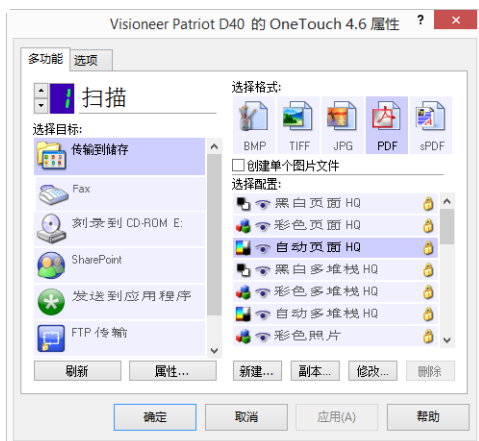 Visioneer Patriot D40 的 OneTouch 4.6 属性
多功能 选项
1 扫描
选择目标:
传输到储存
Fax
刻录到 CD-ROM E:
SharePoint
发送到应用程序
FTP 传输
刷新 属性...
选择格式:
BMP TIFF JPG PDF sPDF
创建单个图片文件
选择配置:
黑白页面 HQ
彩色页面 HQ
自动页面 HQ
黑白多堆栈 HQ
彩色多堆栈 HQ
自动多堆栈 HQ
彩色照片
新建... 副本... 修改... 删除
确定 取消 应用(A) 帮助